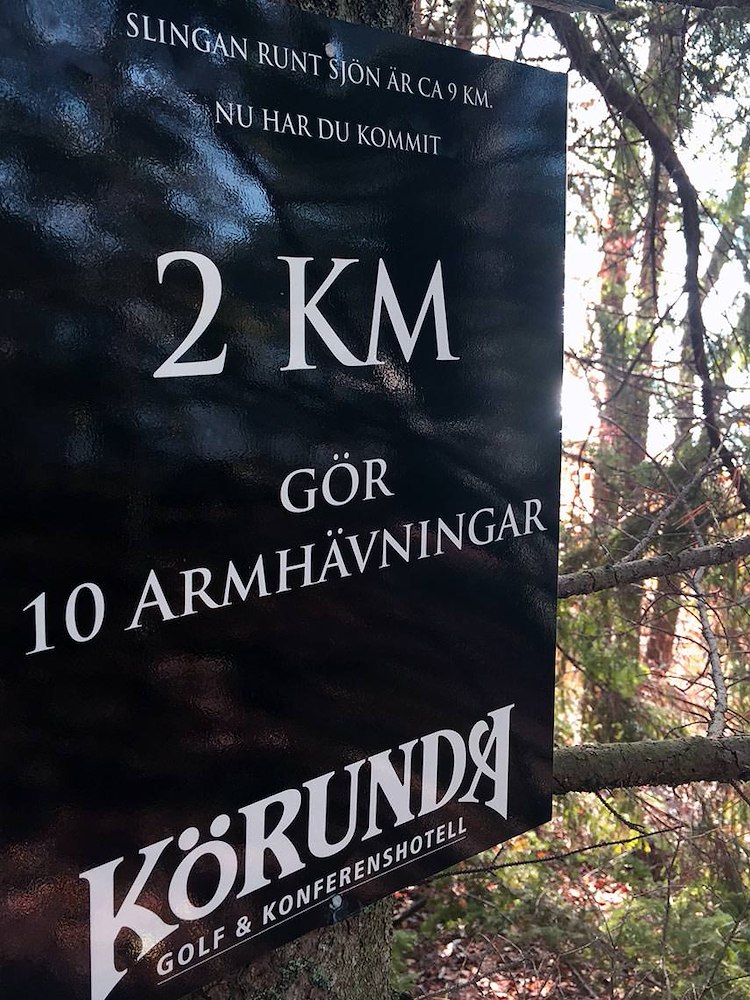 SLINGAN RUNT SJÖN ÄR CA 9 KM.
NU HAR DU KOMMIT
2 KM
GÖR
10 ARMHÄVNINGAR
KÖRUNDA
GOLF & KONFERENSHOTELL